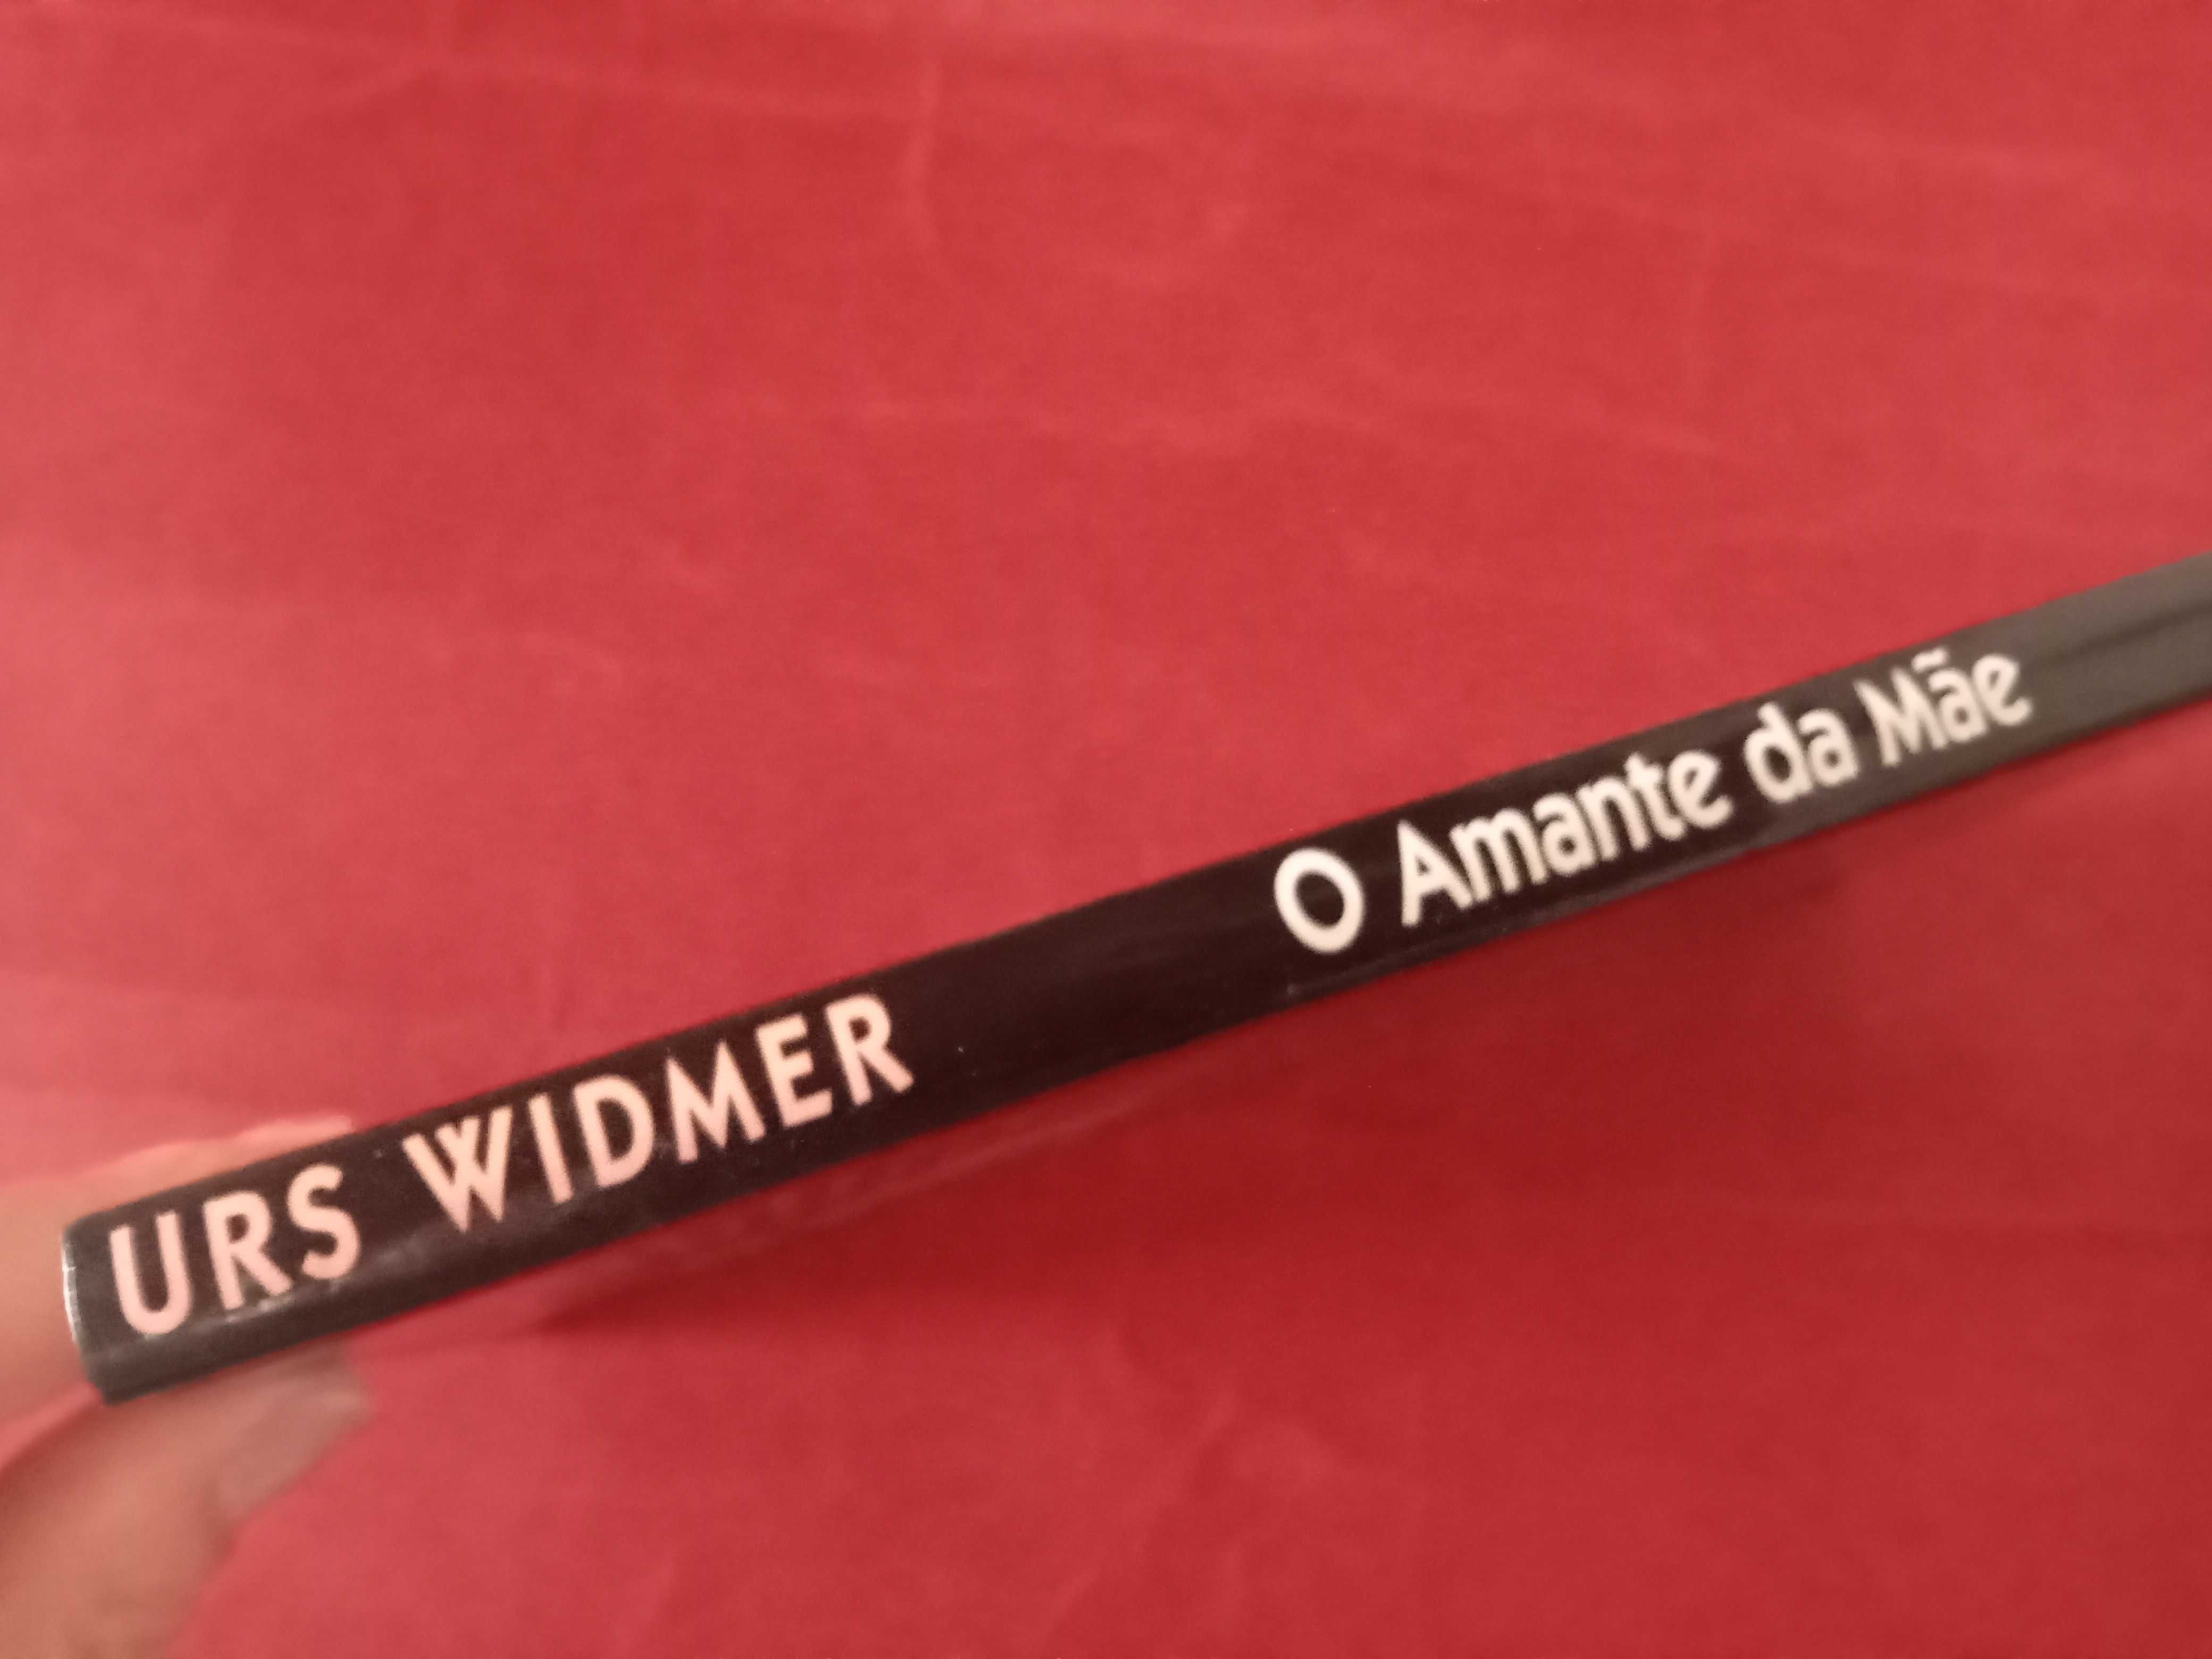 URS WIDMER
O Amante da Mãe